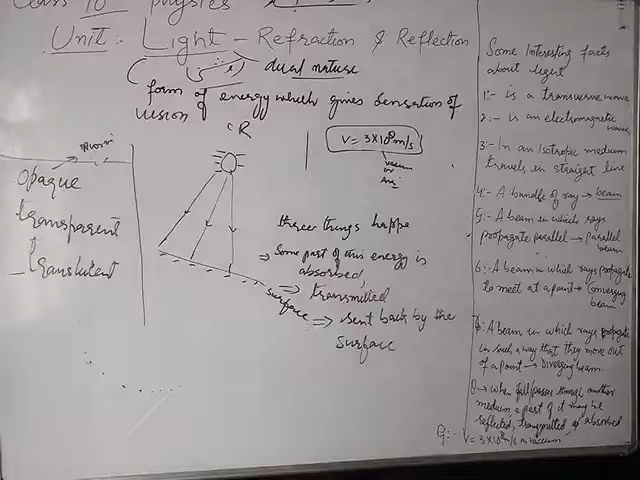 Class 10 Physics
Unit:- Light - Refraction & Reflection
dual nature
form of energy which gives sensation of
vision
V = 3×10⁸ m/s
vacuum
or
Air
opaque
transparent
translutent
three things happe
⇒ Some part of this energy is
absorbed,
⇒ transmitted
surface ⇒ sent back by the
surface
Some Interesting facts
about light
1:- is a transverse wave
2:- is an electromagnetic
wave
3:- In an Isotropic medium
travels in straight line
4:- A bundle of ray → beam
5:- A beam in which rays
propagate parallel → parallel
beam
6:- A beam in which rays propagate
to meet at a point → Converging
beam
A beam in which rays propagate
in such a way that they move out
of a point → Diverging beam
when fall/passes through another
medium a part of it may be
reflected, transmitted or absorbed
9:- V = 3×10⁸ m/s in vacuum